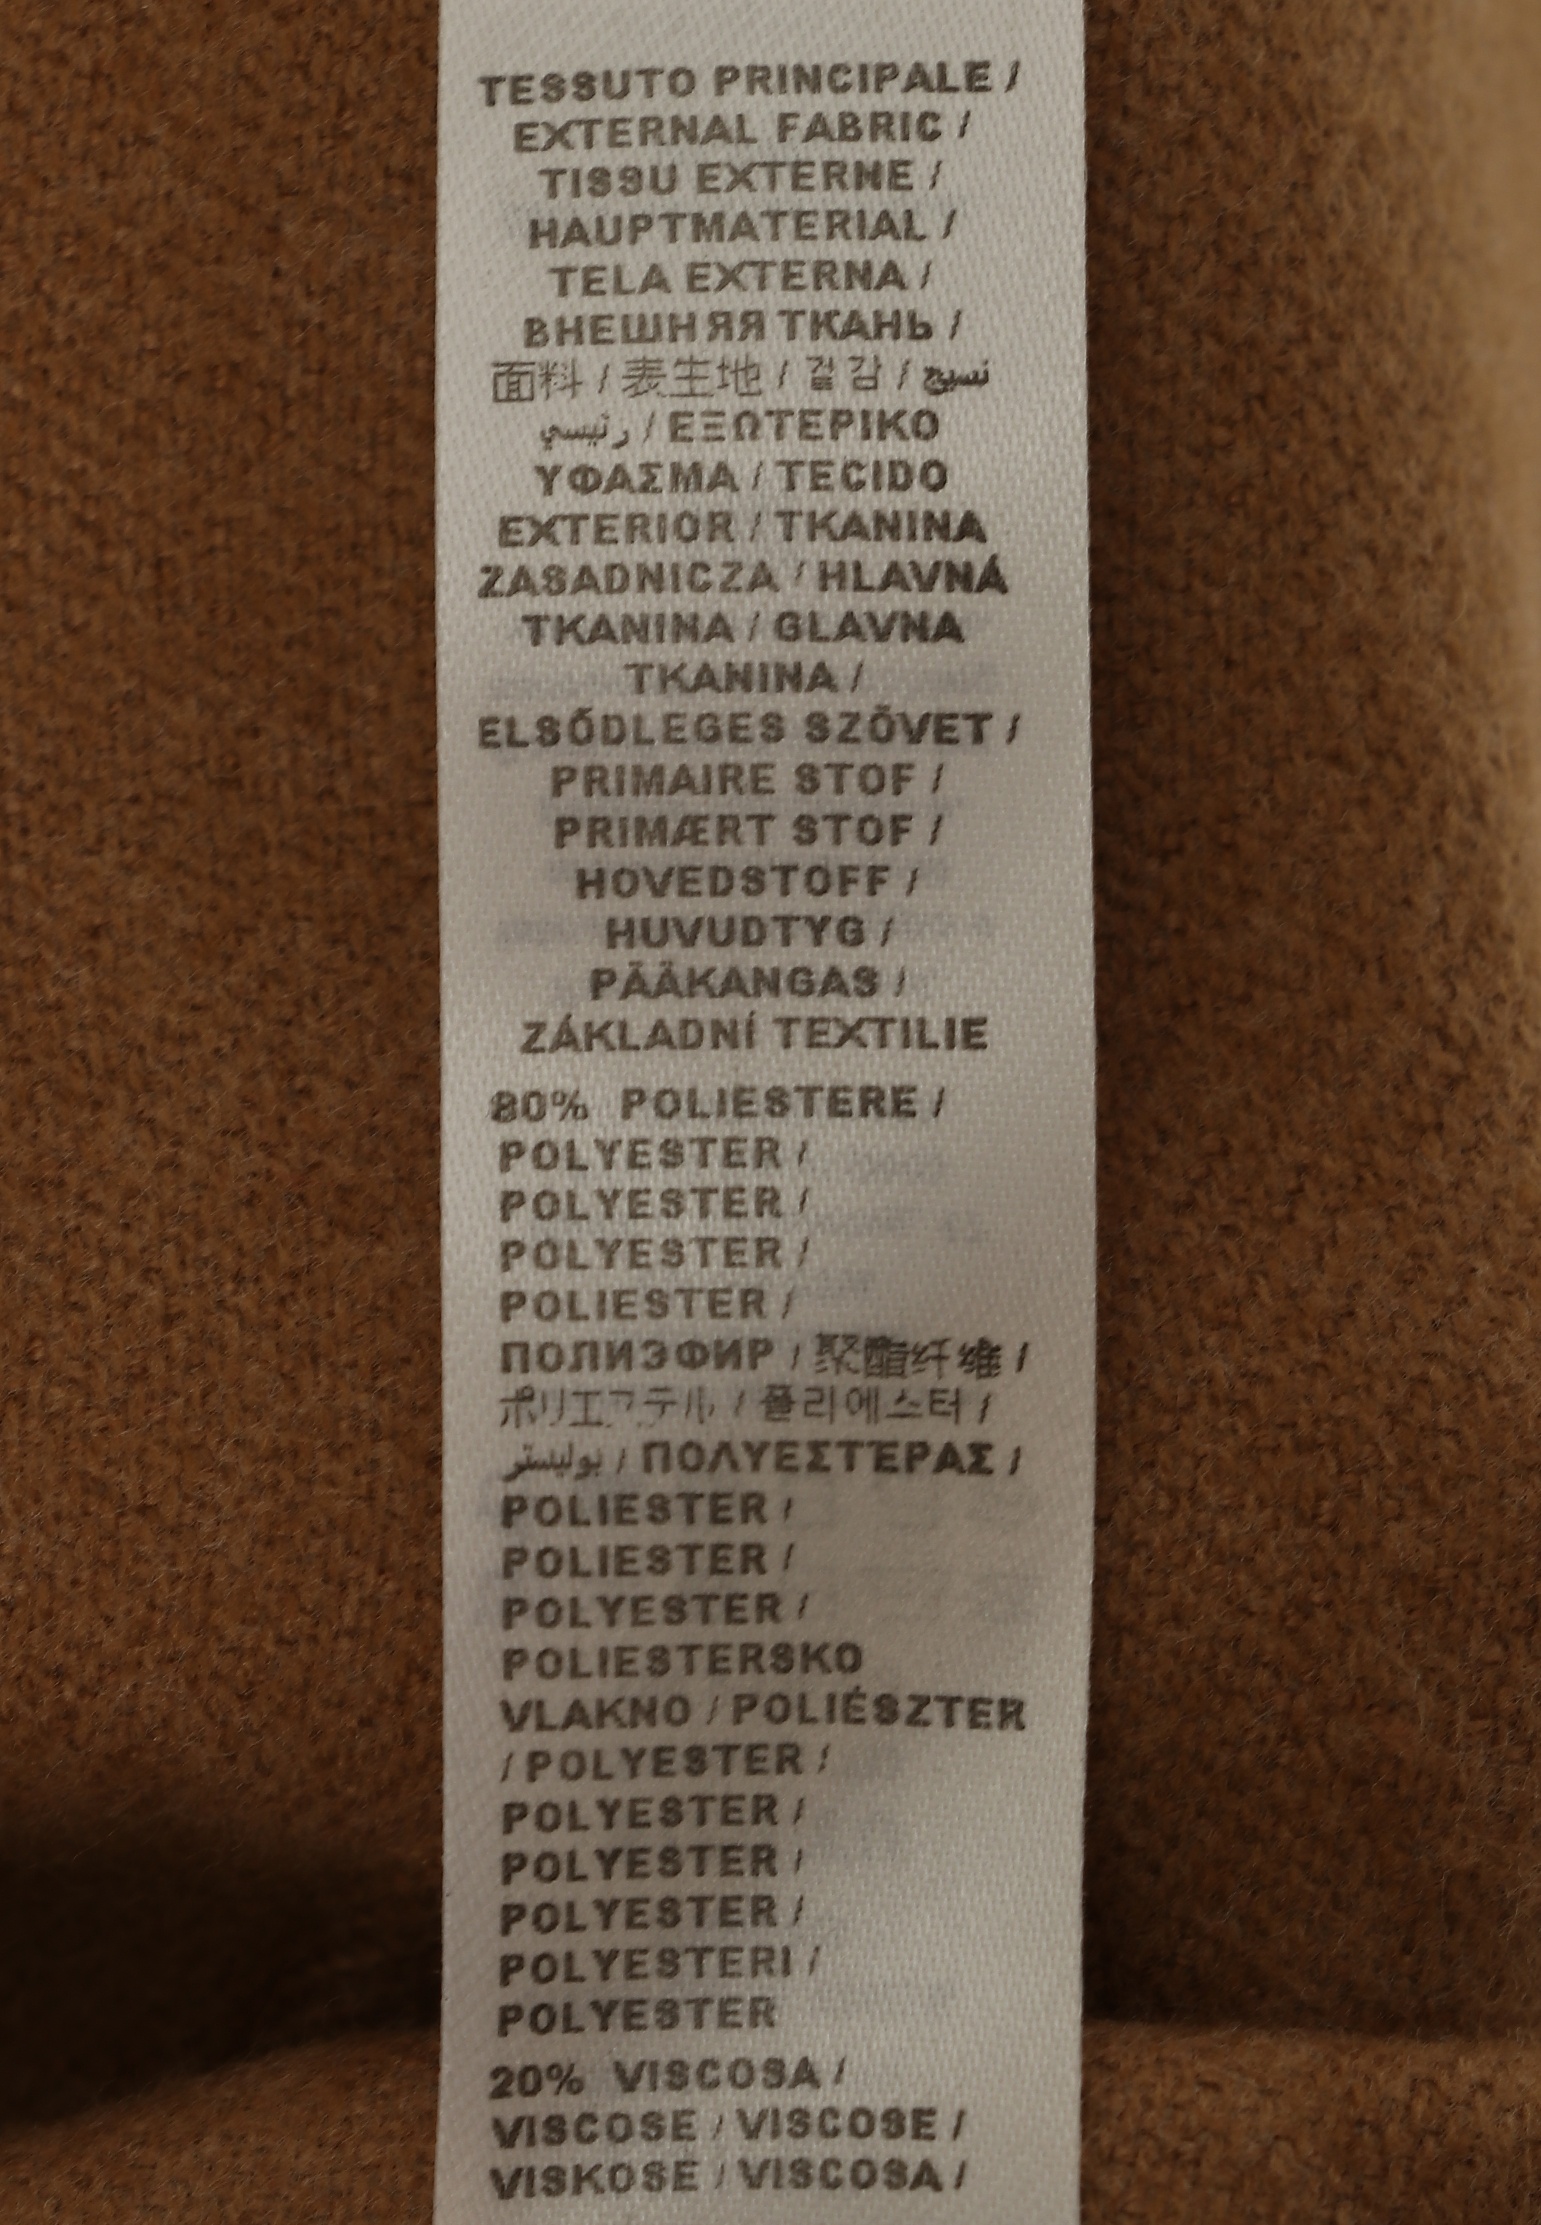 TESSUTO PRINCIPALE /
EXTERNAL FABRIC /
TISSU EXTERNE /
HAUPTMATERIAL /
TELA EXTERNA /
ВНЕШНЯЯ ТКАНЬ /
面料 / 表生地 / 겉감 / نسيج
رئيسي / ΕΞΩΤΕΡΙΚΟ
ΥΦΑΣΜΑ / TECIDO
EXTERIOR / TKANINA
ZASADNICZA / HLAVNÁ
TKANINA / GLAVNA
TKANINA /
ELSŐDLEGES SZÖVET /
PRIMAIRE STOF /
PRIMÆRT STOF /
HOVEDSTOFF /
HUVUDTYG /
PÄÄKANGAS /
ZÁKLADNÍ TEXTILIE
80% POLIESTERE /
POLYESTER /
POLYESTER /
POLYESTER /
POLIESTER /
ПОЛИЭФИР / 聚酯纤维 /
ポリエステル / 폴리에스터 /
بوليستر / ΠΟΛΥΕΣΤΈΡΑΣ /
POLIESTER /
POLIESTER /
POLYESTER /
POLIESTERSKO
VLAKNO / POLIÉSZTER
/ POLYESTER /
POLYESTER /
POLYESTER /
POLYESTER /
POLYESTERI /
POLYESTER
20% VISCOSA /
VISCOSE / VISCOSE /
VISKOSE / VISCOSA /